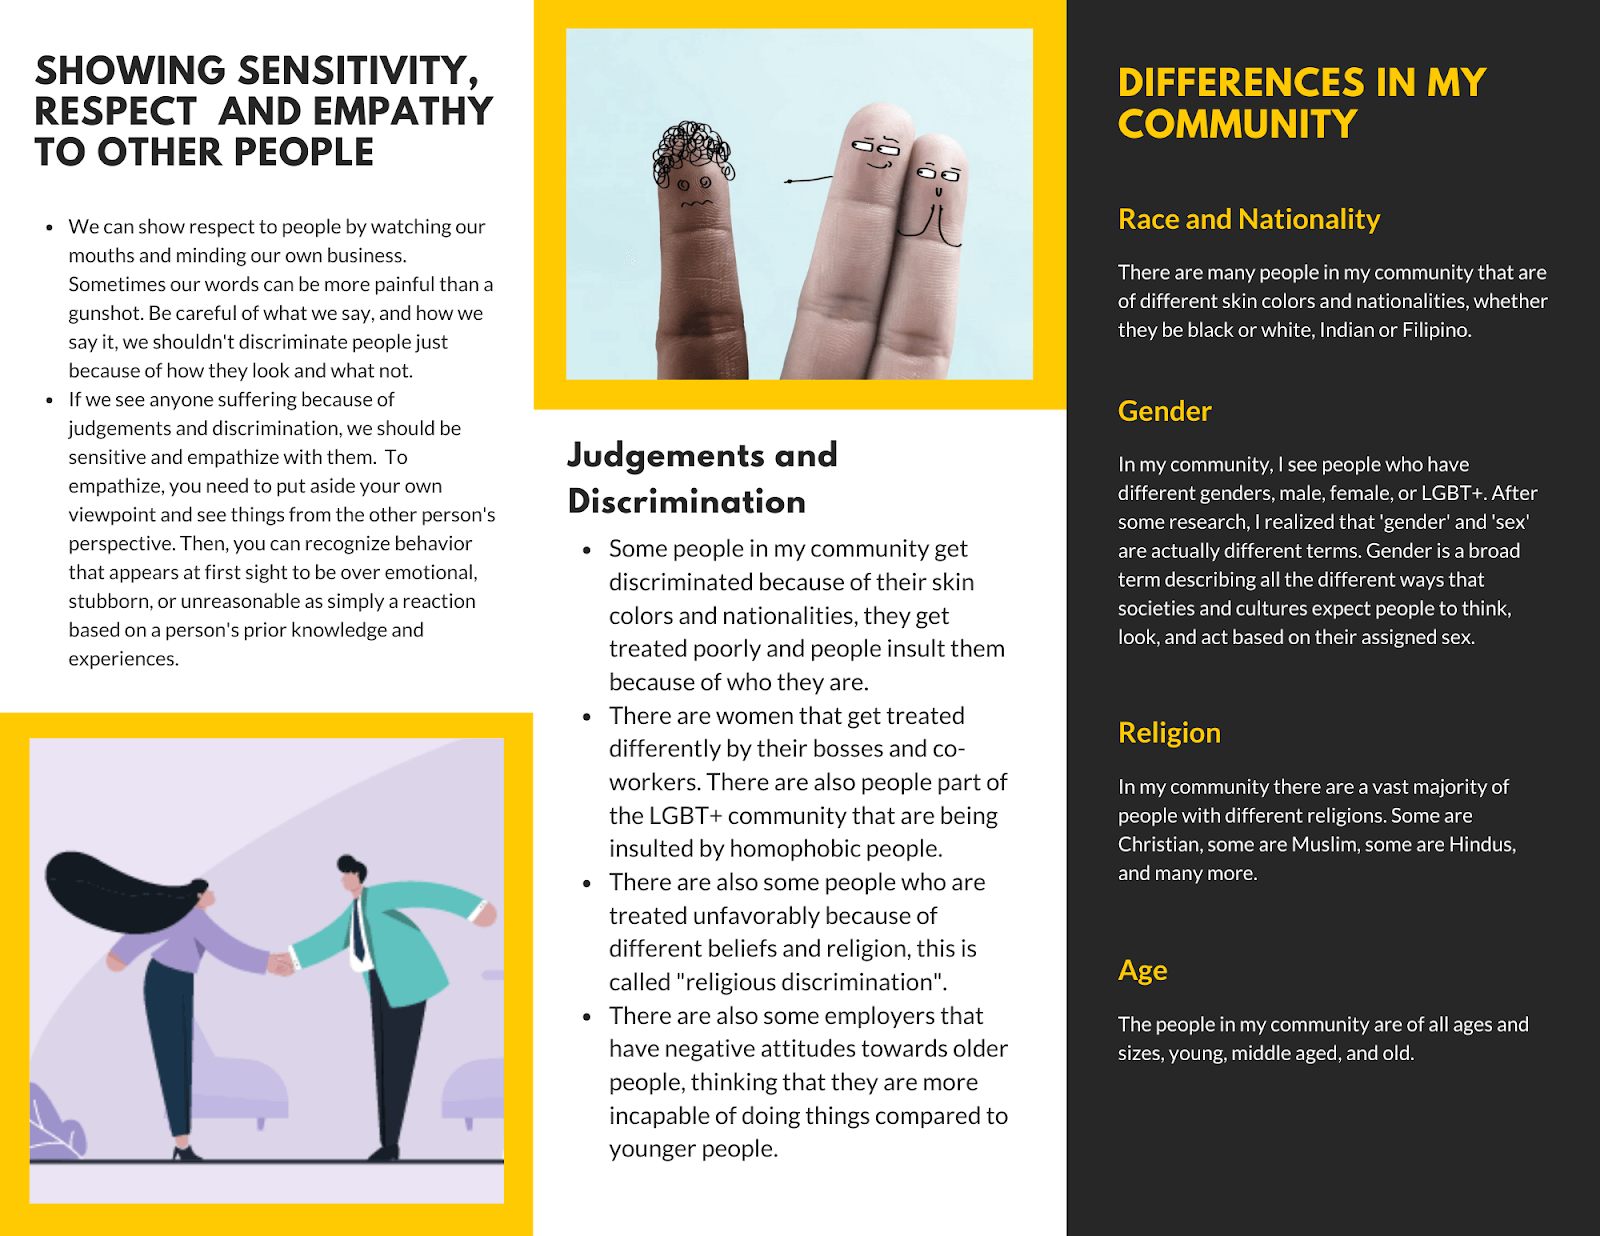 SHOWING SENSITIVITY,
RESPECT AND EMPATHY
TO OTHER PEOPLE
• We can show respect to people by watching our
mouths and minding our own business.
Sometimes our words can be more painful than a
gunshot. Be careful of what we say, and how we
say it, we shouldn't discriminate people just
because of how they look and what not.
• If we see anyone suffering because of
judgements and discrimination, we should be
sensitive and empathize with them. To
empathize, you need to put aside your own
viewpoint and see things from the other person's
perspective. Then, you can recognize behavior
that appears at first sight to be over emotional,
stubborn, or unreasonable as simply a reaction
based on a person's prior knowledge and
experiences.
Judgements and
Discrimination
• Some people in my community get
discriminated because of their skin
colors and nationalities, they get
treated poorly and people insult them
because of who they are.
• There are women that get treated
differently by their bosses and co-
workers. There are also people part of
the LGBT+ community that are being
insulted by homophobic people.
• There are also some people who are
treated unfavorably because of
different beliefs and religion, this is
called "religious discrimination".
• There are also some employers that
have negative attitudes towards older
people, thinking that they are more
incapable of doing things compared to
younger people.
DIFFERENCES IN MY
COMMUNITY
Race and Nationality
There are many people in my community that are
of different skin colors and nationalities, whether
they be black or white, Indian or Filipino.
Gender
In my community, I see people who have
different genders, male, female, or LGBT+. After
some research, I realized that 'gender' and 'sex'
are actually different terms. Gender is a broad
term describing all the different ways that
societies and cultures expect people to think,
look, and act based on their assigned sex.
Religion
In my community there are a vast majority of
people with different religions. Some are
Christian, some are Muslim, some are Hindus,
and many more.
Age
The people in my community are of all ages and
sizes, young, middle aged, and old.